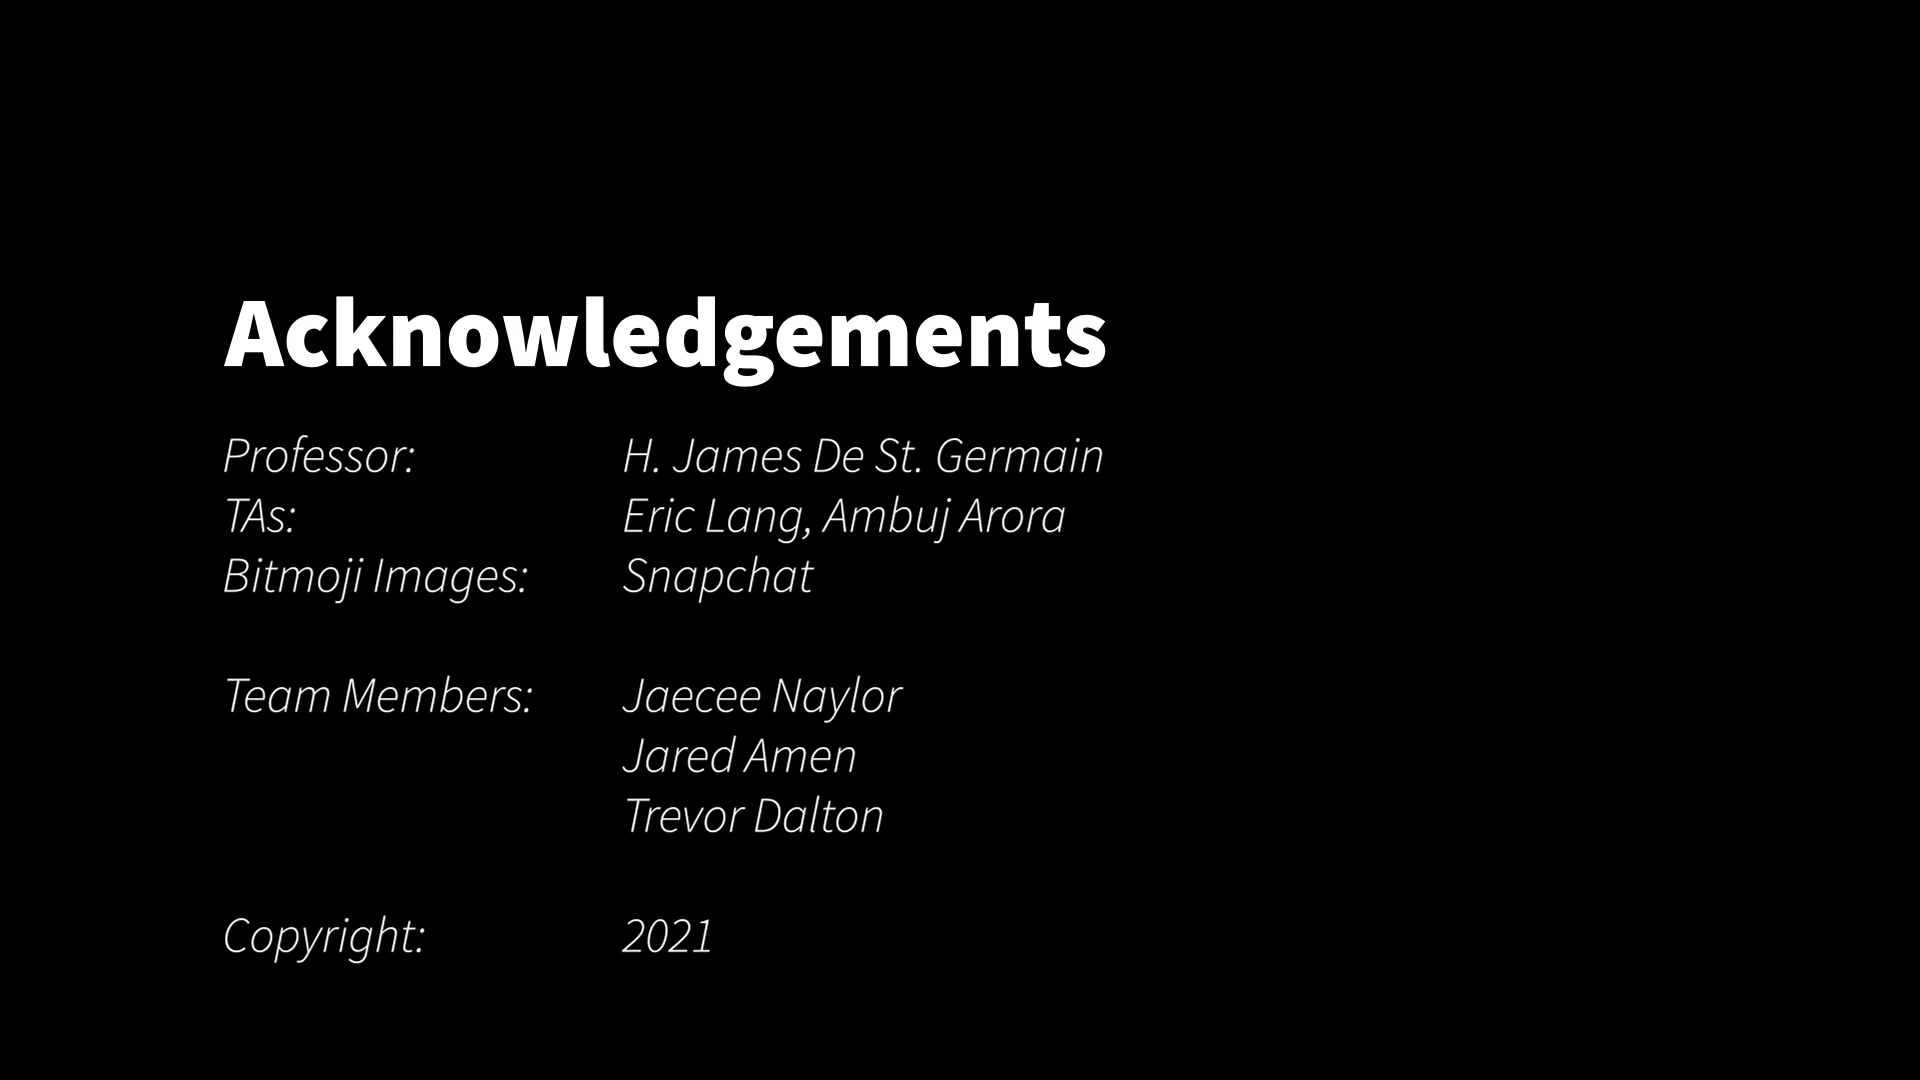 Acknowledgements
Professor: H. James De St. Germain
TAs: Eric Lang, Ambuj Arora
Bitmoji Images: Snapchat
Team Members: Jaecee Naylor
Jared Amen
Trevor Dalton
Copyright: 2021